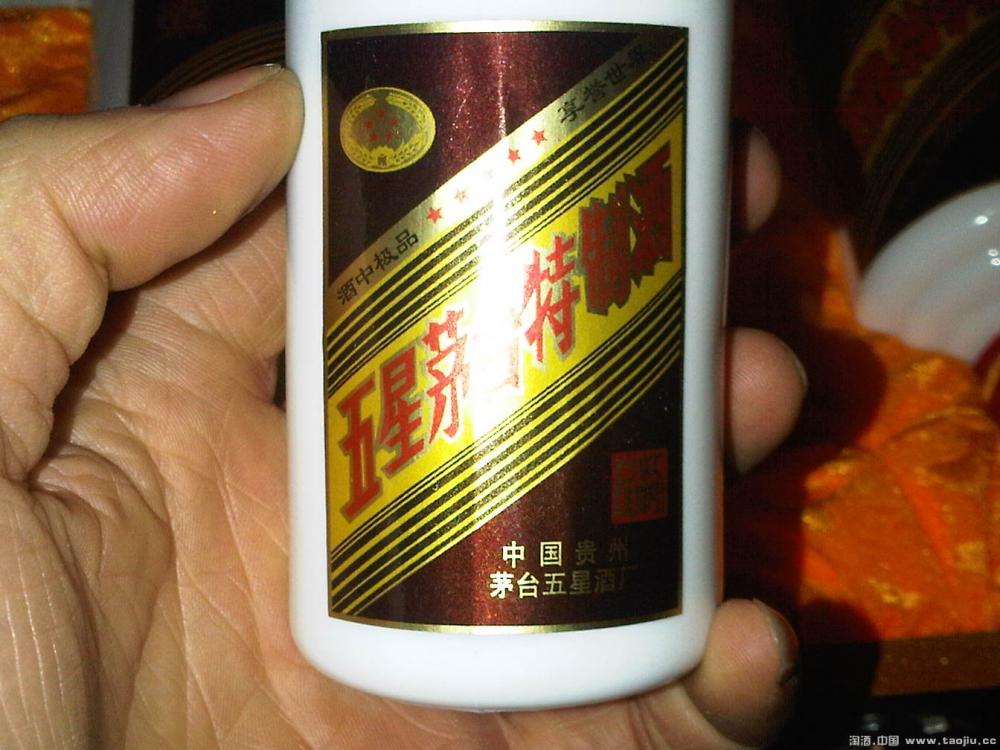 酒中极品
享誉世界
五星茅台特制酒
中国贵州
茅台五星酒厂
淘酒.中国 www.taojiu.cc